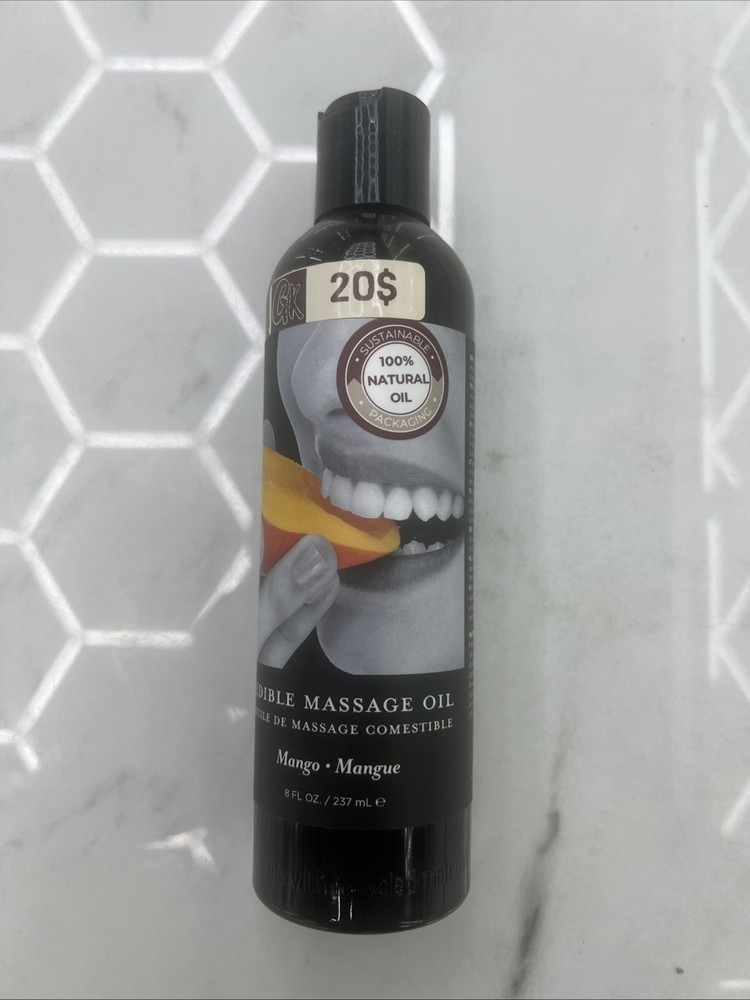 20$
SUSTAINABLE
100%
NATURAL
OIL
PACKAGING
EDIBLE MASSAGE OIL
DE MASSAGE COMESTIBLE
Mango • Mangue
8 FL OZ. / 237 mL ℮